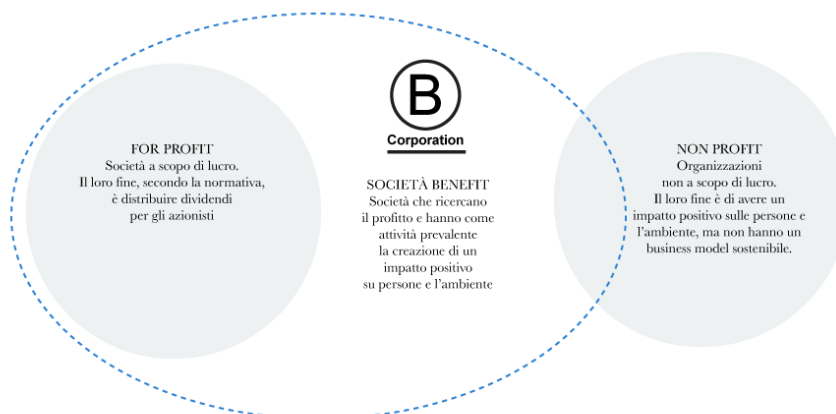 FOR PROFIT
Società a scopo di lucro.
Il loro fine, secondo la normativa,
è distribuire dividendi
per gli azionisti
B
Corporation
SOCIETÀ BENEFIT
Società che ricercano
il profitto e hanno come
attività prevalente
la creazione di un
impatto positivo
su persone e l'ambiente
NON PROFIT
Organizzazioni
non a scopo di lucro.
Il loro fine è di avere un
impatto positivo sulle persone e
l'ambiente, ma non hanno un
business model sostenibile.